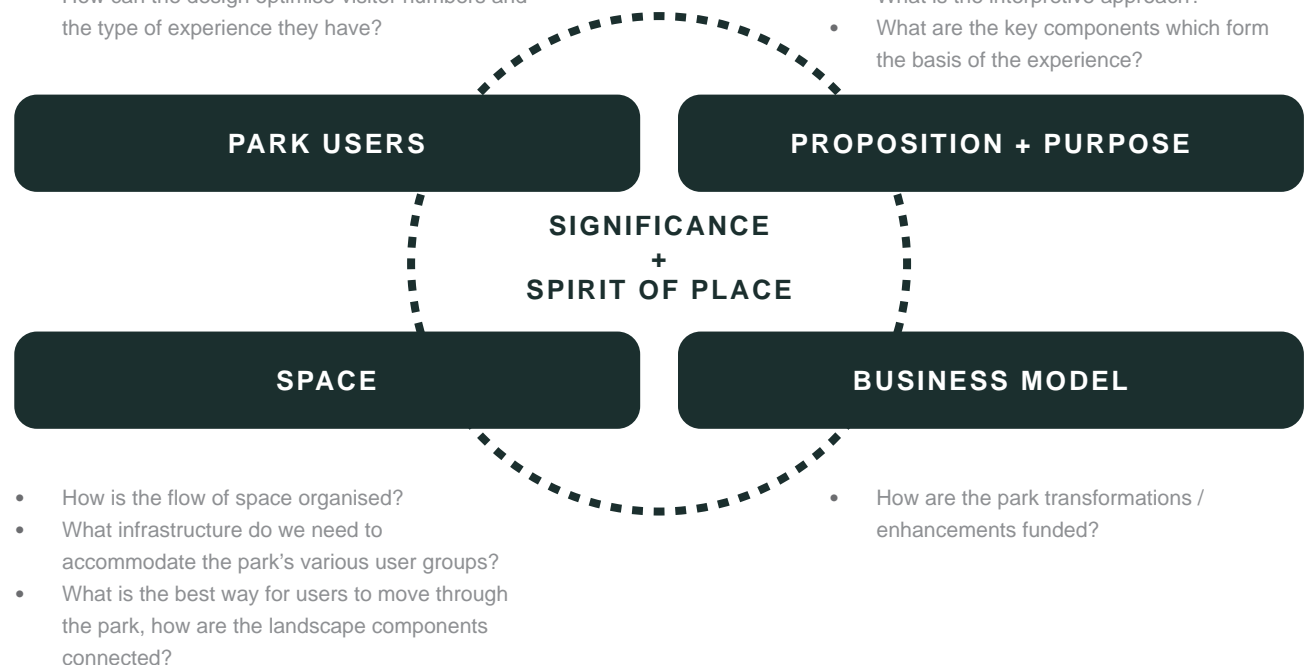 How can the design optimise visitor numbers and
the type of experience they have?
What is the interpretive approach?
• What are the key components which form
the basis of the experience?
PARK USERS
PROPOSITION + PURPOSE
SIGNIFICANCE
+
SPIRIT OF PLACE
SPACE
BUSINESS MODEL
• How is the flow of space organised?
• What infrastructure do we need to
accommodate the park’s various user groups?
• What is the best way for users to move through
the park, how are the landscape components
connected?
• How are the park transformations /
enhancements funded?